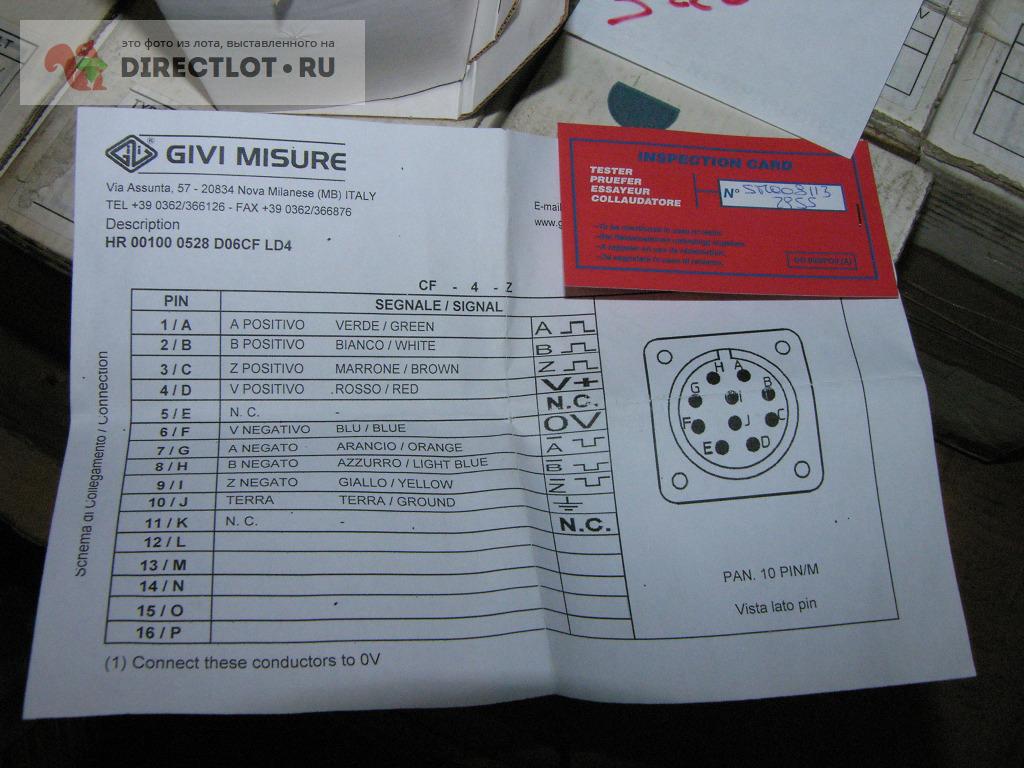 это фото из лота, выставленного на
DIRECTLOT.RU
GIVI MISURE
Via Assunta, 57 - 20834 Nova Milanese (MB) ITALY
TEL +39 0362/366126 - FAX +39 0362/366876
E-mail
www.g
Description
HR 00100 0528 D06CF LD4
INSPECTION CARD
TESTER
PRUEFER
ESSAYEUR
COLLAUDATORE
N°
CF - 4 - Z
PIN SEGNALE / SIGNAL
1 / A A POSITIVO VERDE / GREEN A
2 / B B POSITIVO BIANCO / WHITE B
3 / C Z POSITIVO MARRONE / BROWN Z
4 / D V POSITIVO ROSSO / RED V+
5 / E N. C. - N.C.
6 / F V NEGATIVO BLU / BLUE 0V
7 / G A NEGATO ARANCIO / ORANGE A
8 / H B NEGATO AZZURRO / LIGHT BLUE B
9 / I Z NEGATO GIALLO / YELLOW Z
10 / J TERRA TERRA / GROUND
11 / K N. C. - N.C.
12 / L
13 / M
14 / N
15 / O
16 / P
Schema di Collegamento / Connection
H A
G B
I
F J C
E D
PAN. 10 PIN/M
Vista lato pin
(1) Connect these conductors to 0V